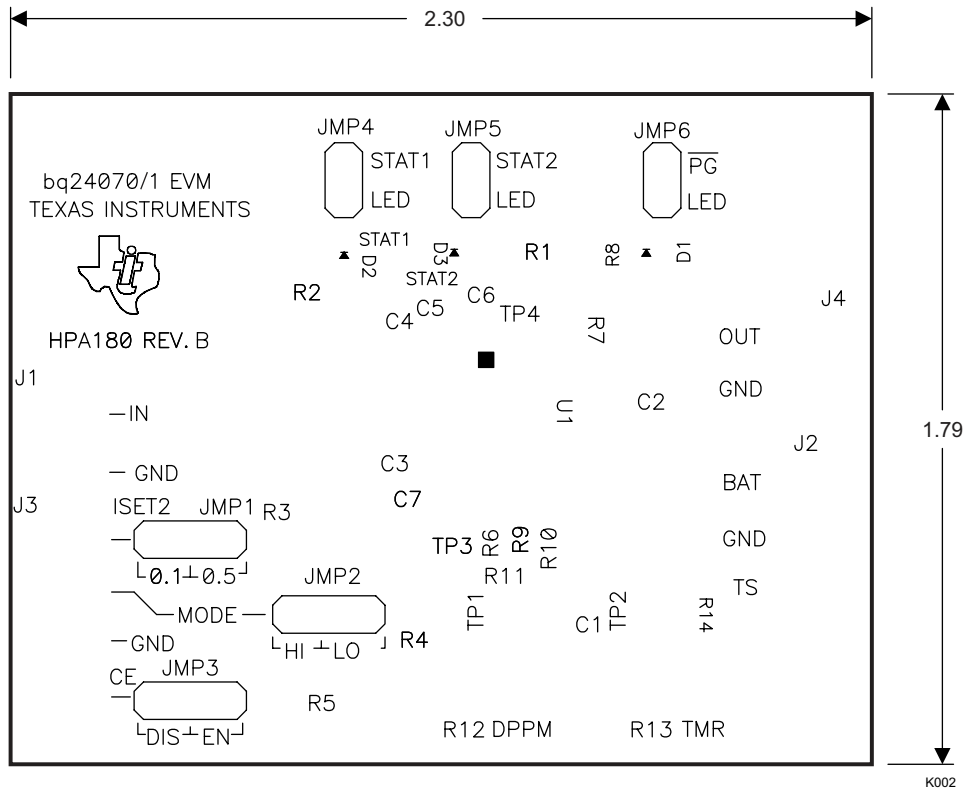 2.30
JMP4 JMP5 JMP6
STAT1 STAT2 PG
LED LED LED
bq24070/1 EVM
TEXAS INSTRUMENTS
STAT1
D2 D3 R1 R8 D1
STAT2
R2 C4 C5 C6 TP4 R7 J4
HPA180 REV. B
OUT
J1
GND
IN
U1 C2
1.79
J2
GND
C3
BAT
J3
ISET2 JMP1 R3
C7
TP3 R6 R9 R10
GND
0.1 0.5
JMP2
R11
TS
MODE
TP1 C1 TP2 R14
GND
HI LO
R4
CE JMP3
R5
DIS EN
R12 DPPM R13 TMR
K002